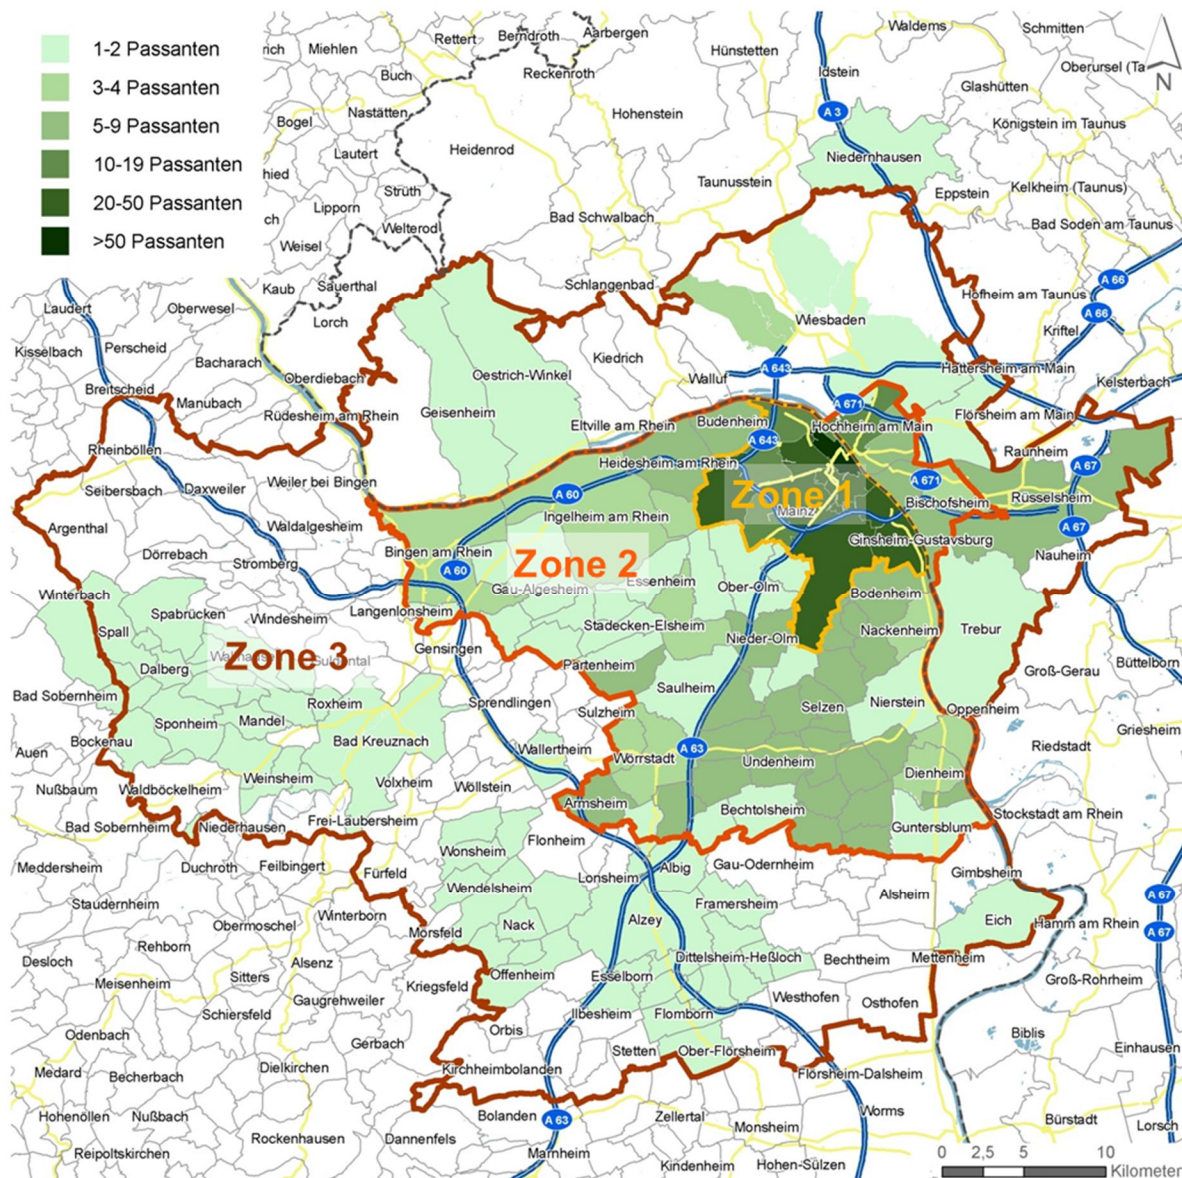 1-2 Passanten
3-4 Passanten
5-9 Passanten
10-19 Passanten
20-50 Passanten
>50 Passanten
rich
Miehlen
Rettert
Berndroth
Aarbergen
Waldems
Schmitten
Hünstetten
Buch
Reckenroth
Idstein
Oberursel (Ta
N
Glashütten
Nastätten
Bogel
Hohenstein
A 3
Königstein im Taunus
Lautert
Heidenrod
Niedernhausen
hied
Strüth
Taunusstein
Eppstein
Kelkheim (Taunus)
Lipporn
ch
Welterod
Bad Schwalbach
Bad Soden am Taunus
Weisel
Kaub
Sauerthal
Schlangenbad
A 66
Hofheim am Taunus
Laudert
Oberwesel
Lorch
Wiesbaden
A 66
Kriftel
Kisselbach
Perscheid
Bacharach
Kiedrich
A 643
Hattersheim am Main
Breitscheid
Oberdiebach
Oestrich-Winkel
Walluf
Kelsterbach
Manubach
Geisenheim
A 671
Rüdesheim am Rhein
Eltville am Rhein
Budenheim
Hochheim am Main
Flörsheim am Main
Rheinböllen
A 643
Raunheim
Heidesheim am Rhein
A 67
Seibersbach
Daxweiler
Weiler bei Bingen
A 60
Zone 1
A 671
Bischofsheim
Rüsselsheim
Argenthal
Waldalgesheim
Ingelheim am Rhein
Mainz
A 67
Ginsheim-Gustavsburg
Dörrebach
Bingen am Rhein
Nauheim
Stromberg
A 60
Zone 2
Essenheim
Ober-Olm
Winterbach
Gau-Algesheim
Bodenheim
Spabrücken
Windesheim
Langenlonsheim
Stadecken-Elsheim
Nackenheim
Trebur
Spall
Nieder-Olm
Zone 3
Gensingen
Dalberg
Partenheim
Groß-Gerau
Büttelborn
Bad Sobernheim
Roxheim
Sprendlingen
Saulheim
Nierstein
Sponheim
Mandel
Sulzheim
Selzen
Oppenheim
Griesheim
Auen
Bockenau
Bad Kreuznach
Wallertheim
A 63
Riedstadt
Weinsheim
Wörrstadt
Undenheim
Dienheim
Nußbaum
Waldböckelheim
Volxheim
Wöllstein
Armsheim
Bechtolsheim
Stockstadt am Rhein
Bad Sobernheim
Niederhausen
Frei-Laubersheim
Guntersblum
Flonheim
Wonsheim
Meddersheim
Duchroth
Feilbingert
Fürfeld
Lonsheim
Albig
Gau-Odernheim
Gimbsheim
Wendelsheim
Alsheim
A 67
Staudernheim
Framersheim
Winterborn
Obermoschel
Nack
Alzey
Eich
Hamm am Rhein
Mörsfeld
A 67
Rehborn
Desloch
Alsenz
Dittelsheim-Heßloch
Bechtheim
Mettenheim
Meisenheim
Sitters
Offenheim
Esselborn
Groß-Rohrheim
Kriegsfeld
Gaugrehweiler
Westhofen
Osthofen
Schiersfeld
Ilbesheim
Flomborn
Orbis
Biblis
Odenbach
Gerbach
Stetten
Ober-Flörsheim
Einhausen
Medard
Becherbach
Dielkirchen
Kirchheimbolanden
Flörsheim-Dalsheim
Hohenöllen
Nußbach
Bolanden
A 63
Zellertal
Worms
Bürstadt
Lorsch
Monsheim
Rockenhausen
Dannenfels
Reipoltskirchen
Marnheim
Kindenheim
Hohen-Sülzen
0 2,5 5 10
Kilometer